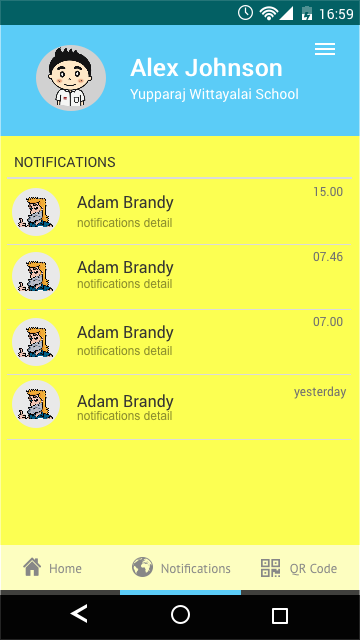 16:59
Alex Johnson
Yupparaj Wittayalai School
NOTIFICATIONS
15.00
Adam Brandy
notifications detail
07.46
Adam Brandy
notifications detail
07.00
Adam Brandy
notifications detail
yesterday
Adam Brandy
notifications detail
Home Notifications QR Code